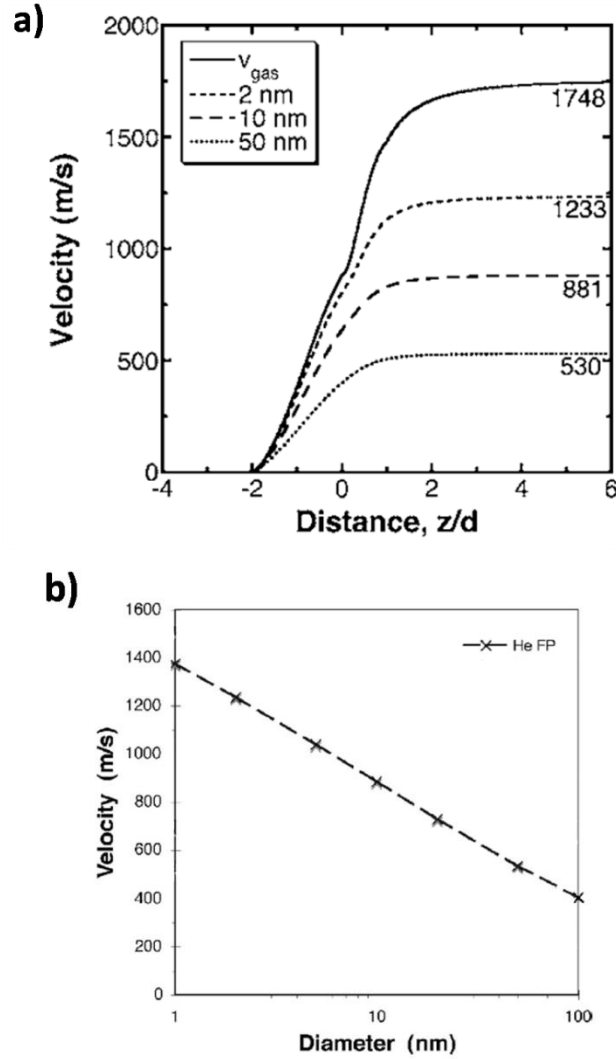 a)
2000
1500
1000
500
0
Velocity (m/s)
v gas
2 nm
10 nm
50 nm
1748
1233
881
530
-4 -2 0 2 4 6
Distance, z/d
b)
1600
1400
1200
1000
800
600
400
200
0
Velocity (m/s)
He FP
1 10 100
Diameter (nm)